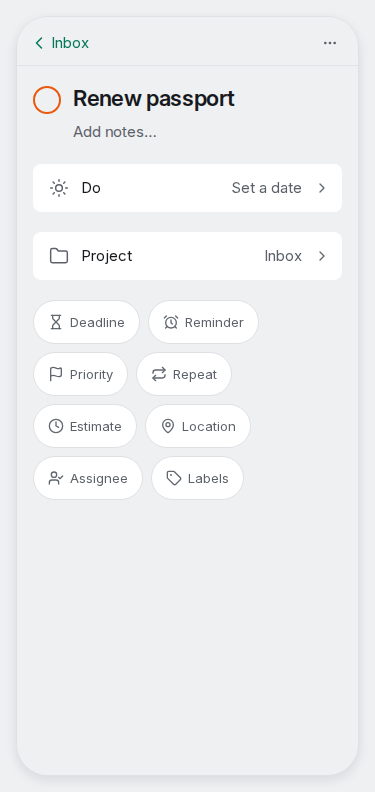 Inbox
Renew passport
Add notes...
Do Set a date
Project Inbox
Deadline Reminder
Priority Repeat
Estimate Location
Assignee Labels